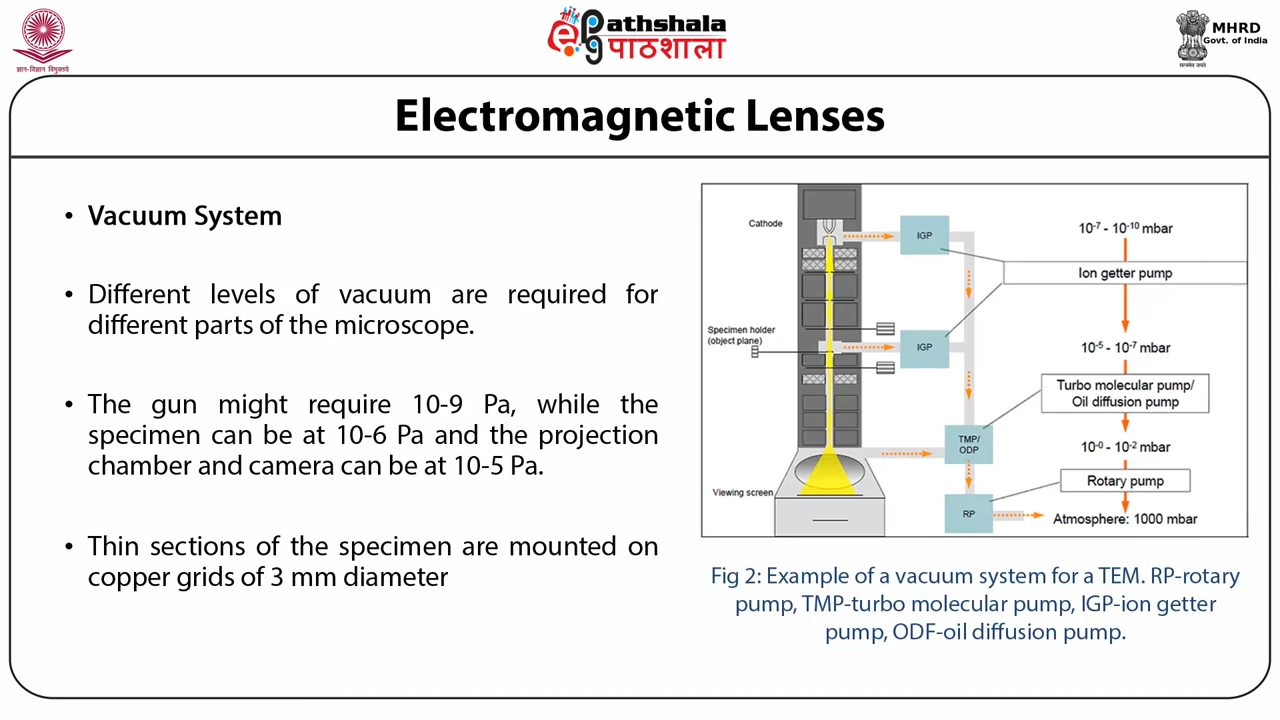 ज्ञान-विज्ञान विमुक्तये
ePg athshala
पाठशाला
MHRD
Govt. of India
सत्यमेव जयते
Electromagnetic Lenses
• Vacuum System
• Different levels of vacuum are required for
different parts of the microscope.
• The gun might require 10-9 Pa, while the
specimen can be at 10-6 Pa and the projection
chamber and camera can be at 10-5 Pa.
• Thin sections of the specimen are mounted on
copper grids of 3 mm diameter
Cathode
IGP
10⁻⁷ - 10⁻¹⁰ mbar
Ion getter pump
Specimen holder
(object plane)
IGP
10⁻⁵ - 10⁻⁷ mbar
Turbo molecular pump/
Oil diffusion pump
TMP/
ODP
10⁻⁰ - 10⁻² mbar
Rotary pump
Viewing screen
RP
Atmosphere: 1000 mbar
Fig 2: Example of a vacuum system for a TEM. RP-rotary
pump, TMP-turbo molecular pump, IGP-ion getter
pump, ODF-oil diffusion pump.